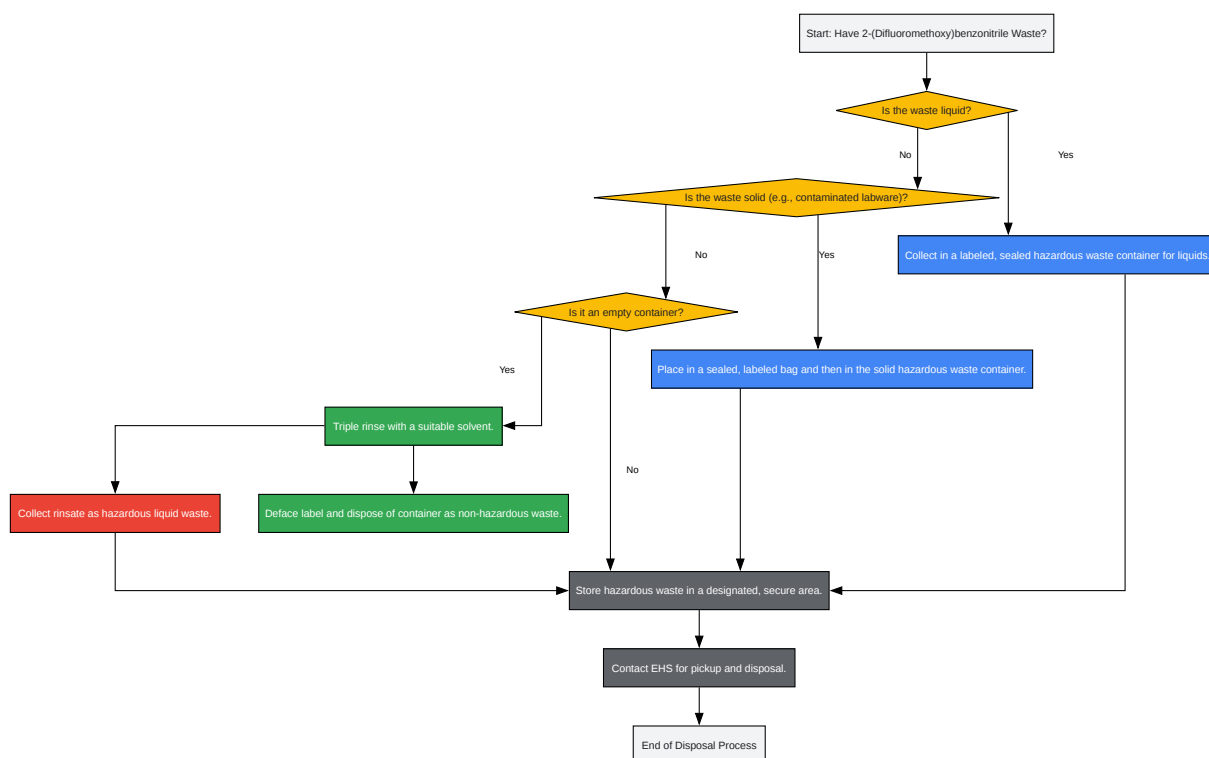 Start: Have 2-(Difluoromethoxy)benzonitrile Waste?
Is the waste liquid?
No
Yes
Is the waste solid (e.g., contaminated labware)?
No
Yes
Collect in a labeled, sealed hazardous waste container for liquids.
Is it an empty container?
Yes
Place in a sealed, labeled bag and then in the solid hazardous waste container.
Triple rinse with a suitable solvent.
No
Collect rinsate as hazardous liquid waste.
Deface label and dispose of container as non-hazardous waste.
Store hazardous waste in a designated, secure area.
Contact EHS for pickup and disposal.
End of Disposal Process